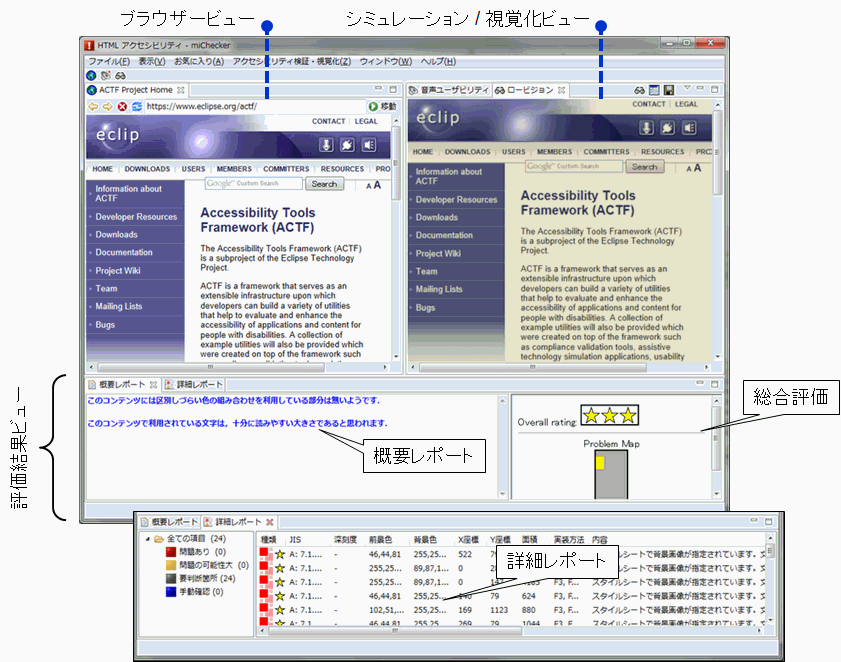 ブラウザービュー
シミュレーション / 視覚化ビュー
HTML アクセシビリティ - miChecker
ファイル(F) 表示(V) お気に入り(A) アクセシビリティ検証・視覚化(Z) ウィンドウ(W) ヘルプ(H)
ACTF Project Home
https://www.eclipse.org/actf/
移動
CONTACT | LEGAL
eclip
HOME DOWNLOADS USERS MEMBERS COMMITTERS RESOURCES PRO
Google™ Custom Search
Search
A A
Information about
ACTF
Developer Resources
Downloads
Documentation
Project Wiki
Team
Mailing Lists
Bugs
Accessibility Tools
Framework (ACTF)
The Accessibility Tools Framework (ACTF)
is a subproject of the Eclipse Technology
Project.
ACTF is a framework that serves as an
extensible infrastructure upon which
developers can build a variety of utilities
that help to evaluate and enhance the
accessibility of applications and content for
people with disabilities. A collection of
example utilities will also be provided which
were created on top of the framework such
音声ユーザビリティ
ロービジョン
CONTACT | LEGAL
eclip
HOME DOWNLOADS USERS MEMBERS COMMITTERS RESOURCES PRC
Google™ Custom Search
Search
A A
Information about
ACTF
Developer Resources
Downloads
Documentation
Project Wiki
Team
Mailing Lists
Bugs
Accessibility Tools
Framework (ACTF)
The Accessibility Tools Framework (ACTF)
is a subproject of the Eclipse Technology
Project.
ACTF is a framework that serves as an
extensible infrastructure upon which
developers can build a variety of utilities
that help to evaluate and enhance the
accessibility of applications and content for
people with disabilities. A collection of
example utilities will also be provided which
were created on top of the framework such
as compliance validation tools, assistive
technology simulation applications, usability
評価結果ビュー
概要レポート
詳細レポート
このコンテンツには区別しづらい色の組み合わせを利用している部分は無いようです.
このコンテンツで利用されている文字は, 十分に読みやすい大きさであると思われます.
概要レポート
Overall rating:
Problem Map
総合評価
概要レポート
詳細レポート
全ての項目 (24)
問題あり (0)
問題の可能性大 (0)
要判断箇所 (24)
手動確認 (0)
種類 JIS 深刻度 前景色 背景色 X座標 Y座標 面積 実装方法 内容
A: 7.1.... - 46,44,81 255,25... 522 シートで背景画像が指定されています。文
A: 7.1.... - 255,25... 89,87,1... 0 シートで背景画像が指定されています。文
A: 7.1.... - 255,25... 89,87,1... 0 F3, F... スタイルシートで背景画像が指定されています。文
A: 7.1.... - 46,44,81 255,25... 140 79 624 F3, F... スタイルシートで背景画像が指定されています。文
A: 7.1.... - 102,51,... 255,25... 169 1123 880 F3, F... スタイルシートで背景画像が指定されています。文
A: 7.1 - 46,44,81 255,25... 269 79 1044 F3, F... スタイルシートで背景画像が指定されています。文
詳細レポート